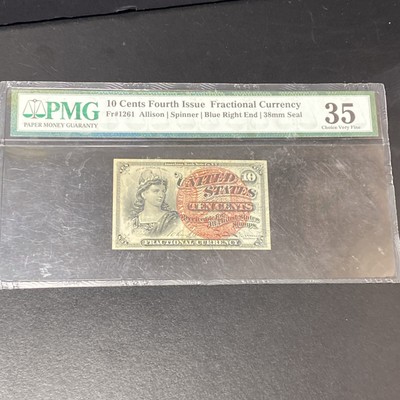 PMG
PAPER MONEY GUARANTY
10 Cents Fourth Issue Fractional Currency
Fr#1261 Allison | Spinner | Blue Right End | 38mm Seal
35
Choice Very Fine
10
UNITED
STATES
TEN CENTS
FRACTIONAL CURRENCY